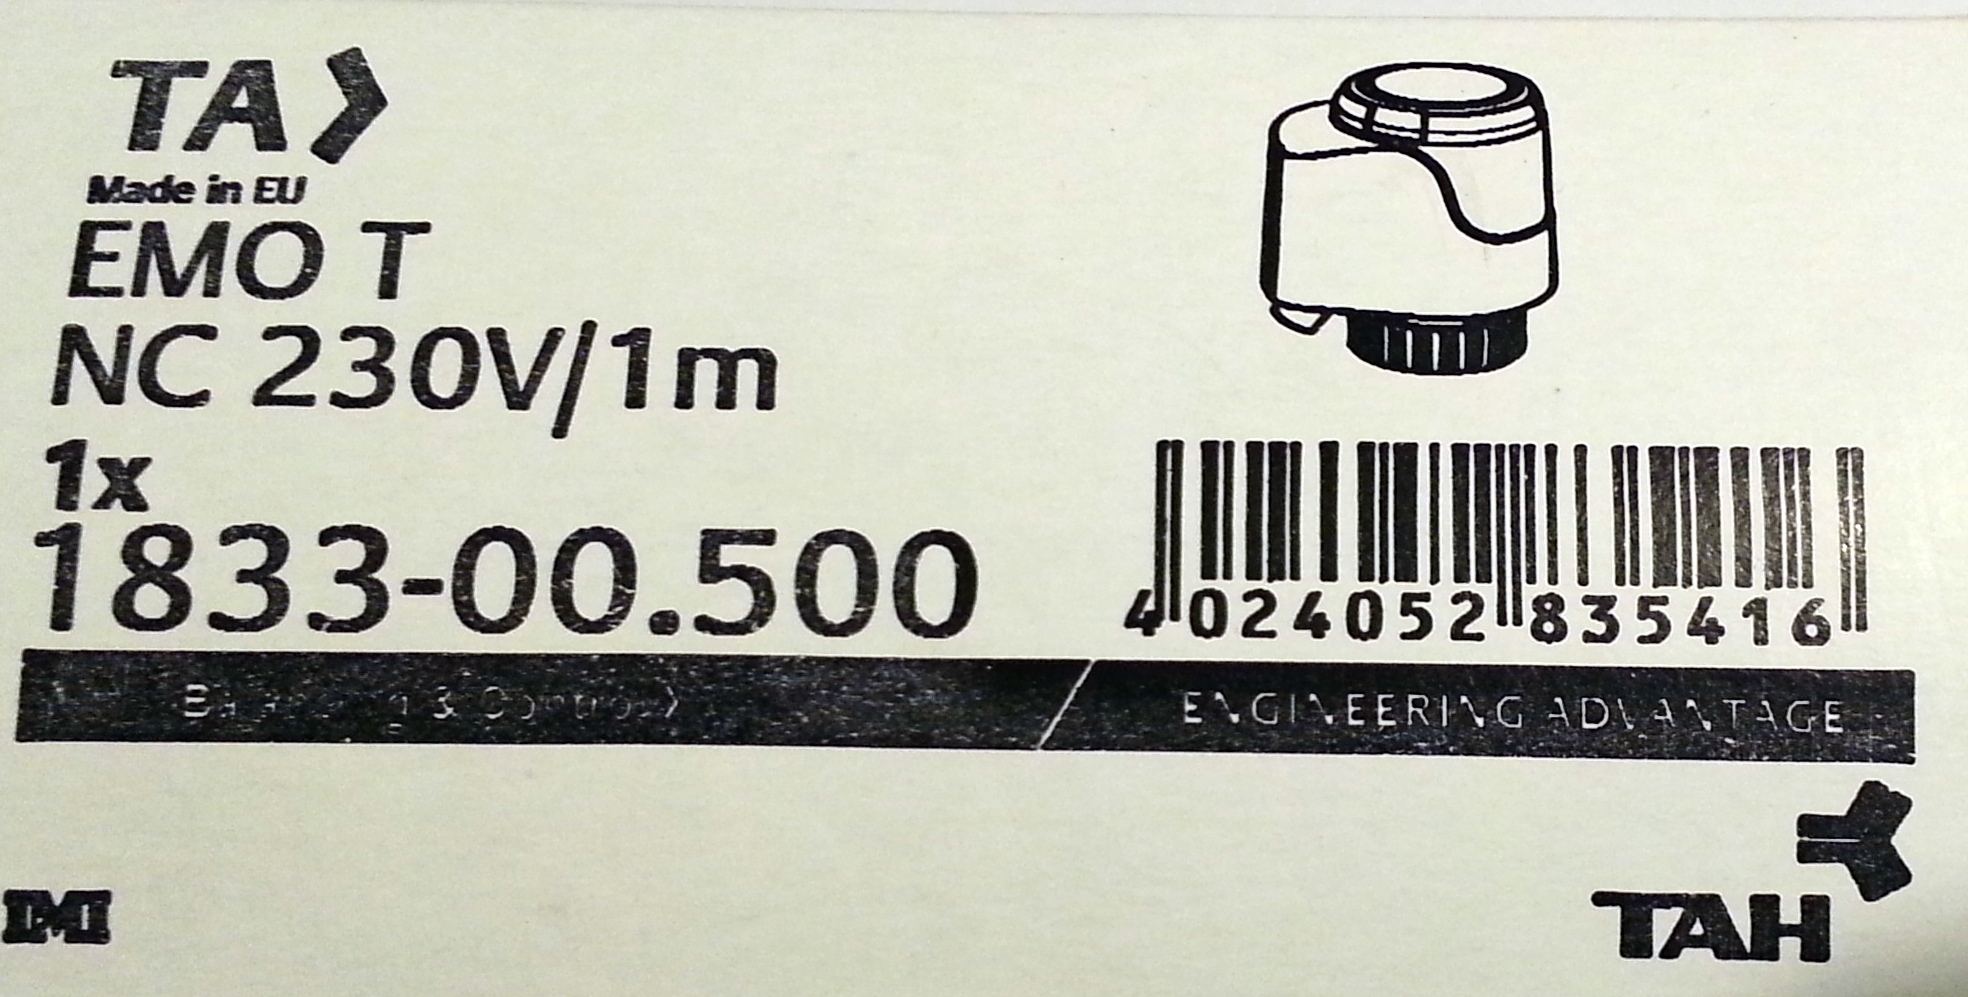 TA
Made in EU
EMO T
NC 230V/1m
1x
1833-00.500
4 024052 835416
& 
ENGINEERING ADVANTAGE
IMI
TAH